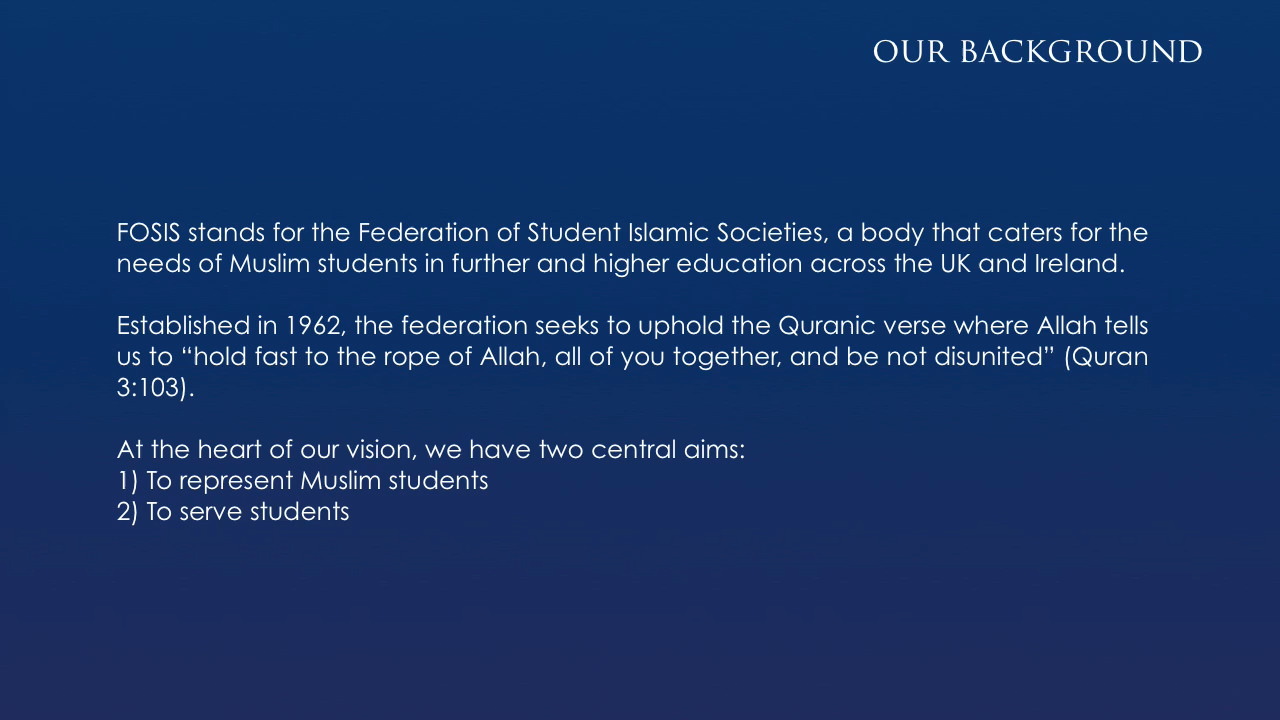 OUR BACKGROUND
FOSIS stands for the Federation of Student Islamic Societies, a body that caters for the
needs of Muslim students in further and higher education across the UK and Ireland.
Established in 1962, the federation seeks to uphold the Quranic verse where Allah tells
us to “hold fast to the rope of Allah, all of you together, and be not disunited” (Quran
3:103).
At the heart of our vision, we have two central aims:
1) To represent Muslim students
2) To serve students